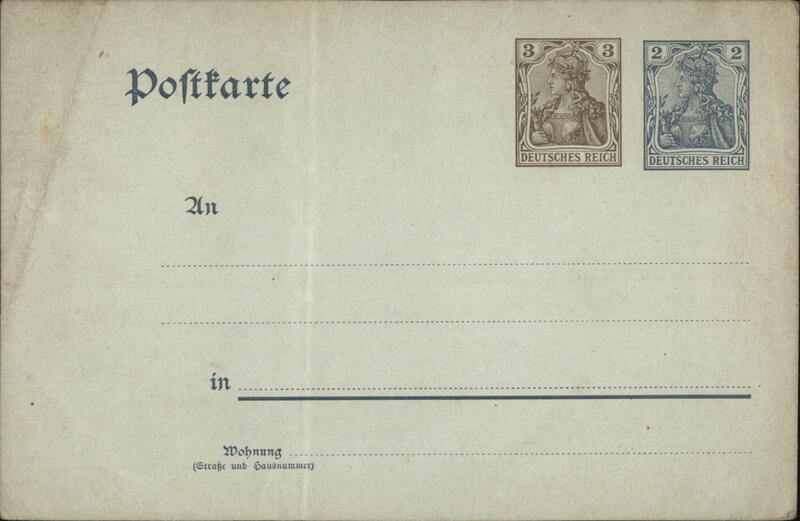 Postkarte
3 3
DEUTSCHES REICH
2 2
DEUTSCHES REICH
An
in
Wohnung
(Straße und Hausnummer)